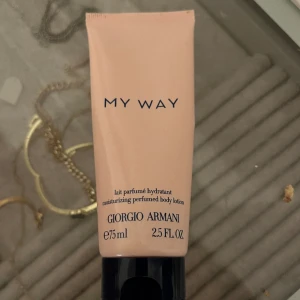 MY WAY
lait parfumé hydratant
moisturizing perfumed body lotion
GIORGIO ARMANI
℮75ml 2.5 FL. OZ.